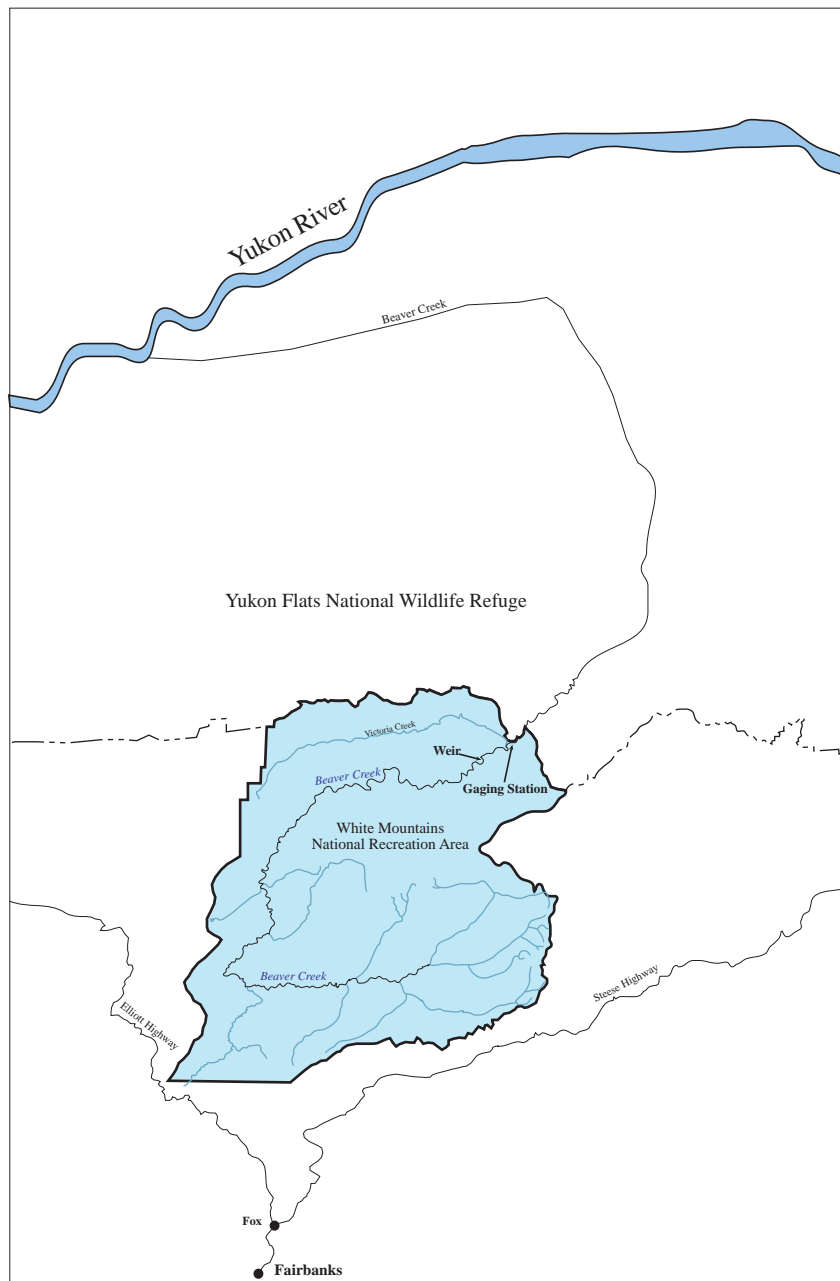 Yukon River
Beaver Creek
Yukon Flats National Wildlife Refuge
Victoria Creek
Weir
Beaver Creek
Gaging Station
White Mountains
National Recreation Area
Beaver Creek
Steese Highway
Elliott Highway
Fox
Fairbanks